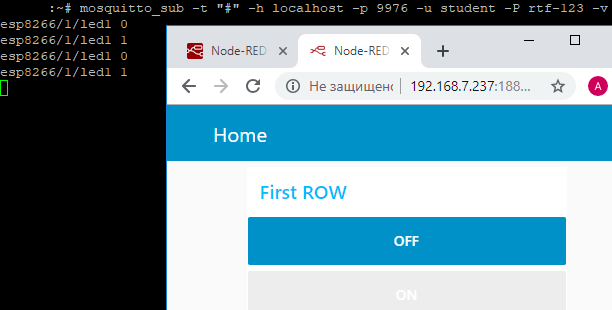 :~# mosquitto_sub -t "#" -h localhost -p 9976 -u student -P rtf-123 -v
esp8266/1/led1 0
esp8266/1/led1 1
esp8266/1/led1 0
esp8266/1/led1 1
Node-RED
Node-RED
Не защищено
192.168.7.237:188...
A
Home
First ROW
OFF
ON